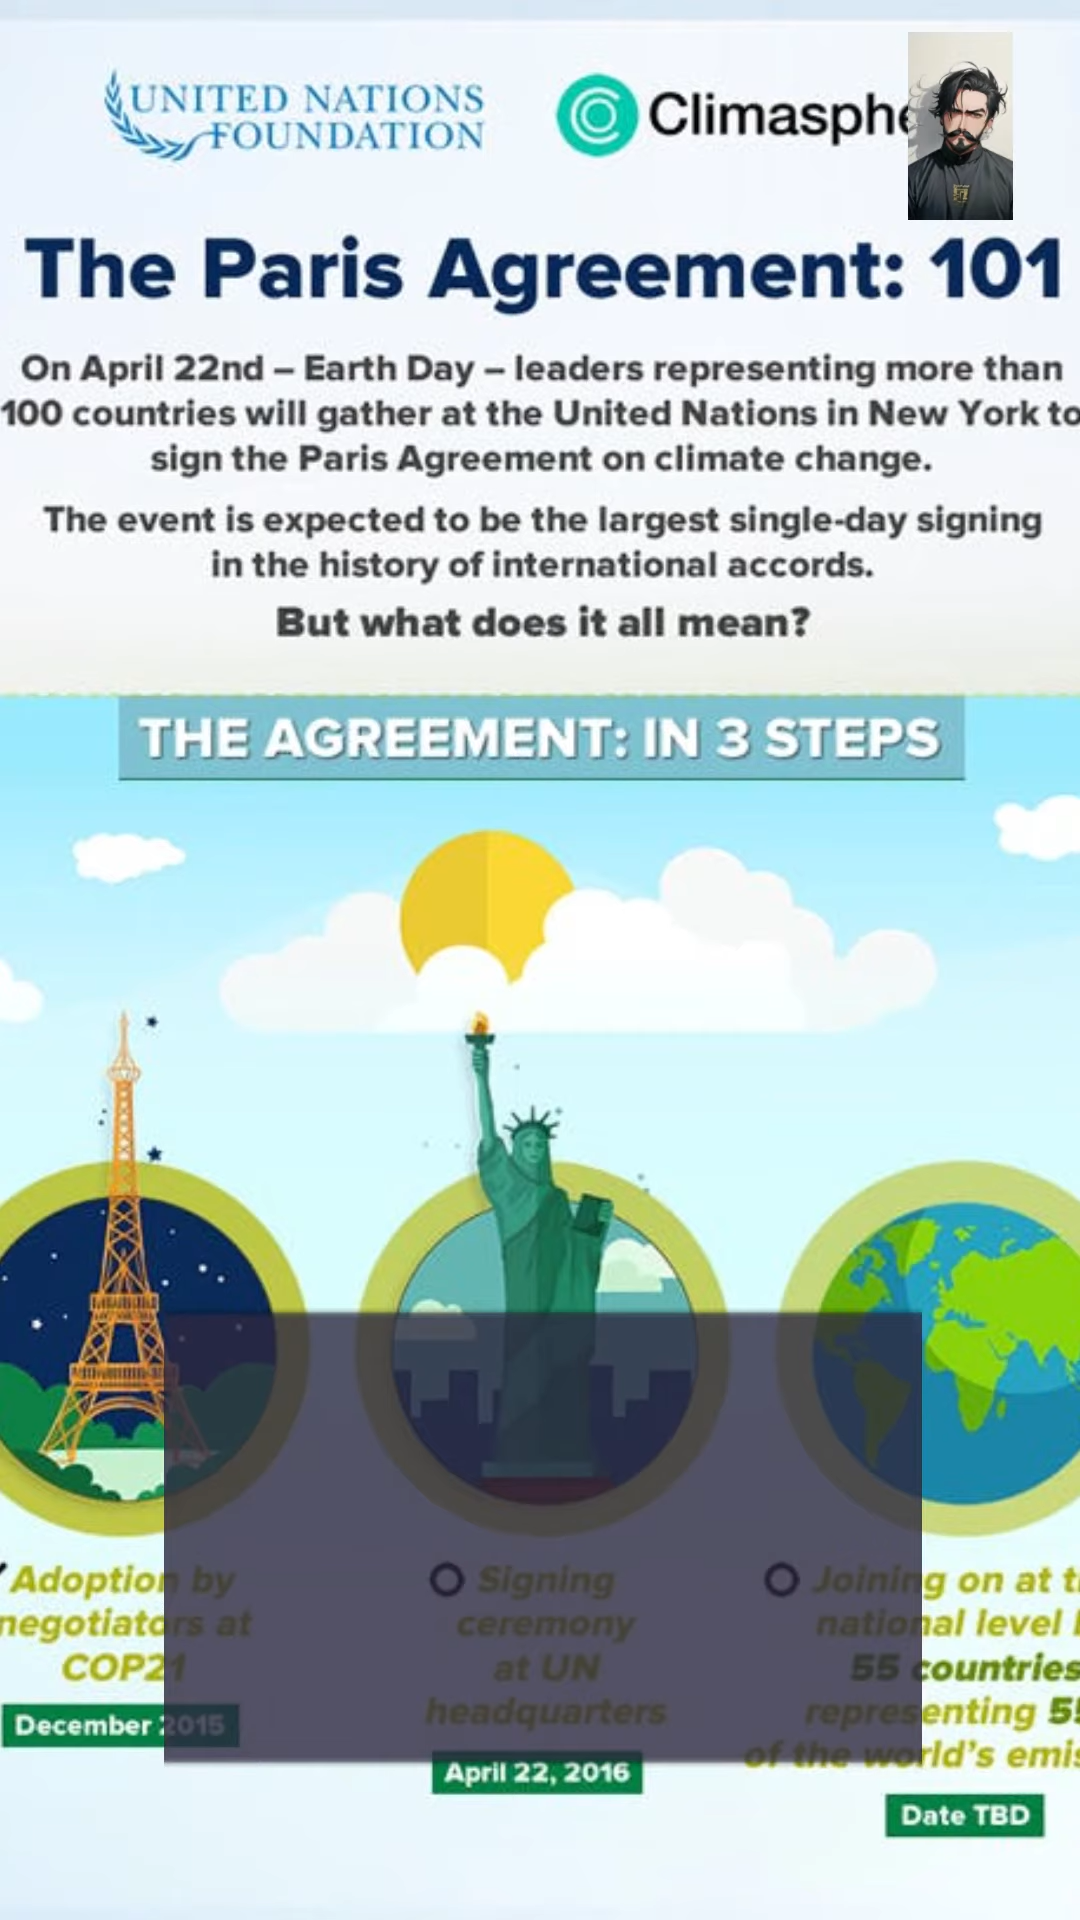 UNITED NATIONS
FOUNDATION
Climasphe
The Paris Agreement: 101
On April 22nd – Earth Day – leaders representing more than
100 countries will gather at the United Nations in New York to
sign the Paris Agreement on climate change.
The event is expected to be the largest single-day signing
in the history of international accords.
But what does it all mean?
THE AGREEMENT: IN 3 STEPS
Adoption by
negotiators at
COP21
December 2015
Signing
ceremony
at UN
headquarters
April 22, 2016
Joining on at
national level
55 countries
representing 55
of the world's emis
Date TBD